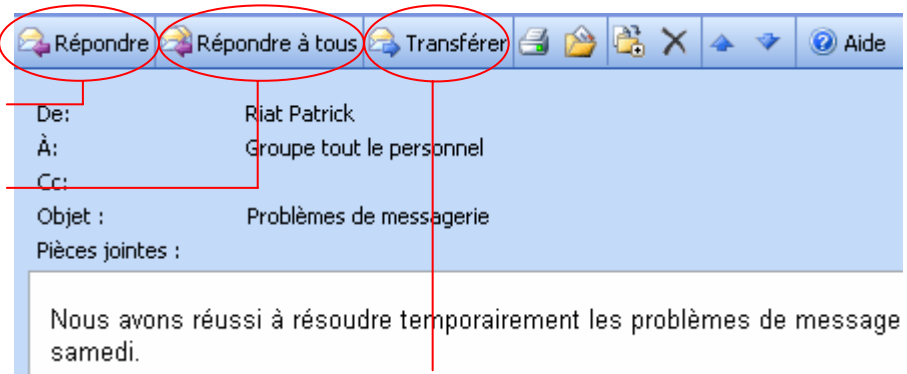 Répondre Répondre à tous Transférer Aide
De: Riat Patrick
À: Groupe tout le personnel
Cc:
Objet : Problèmes de messagerie
Pièces jointes :
Nous avons réussi à résoudre temporairement les problèmes de message
samedi.